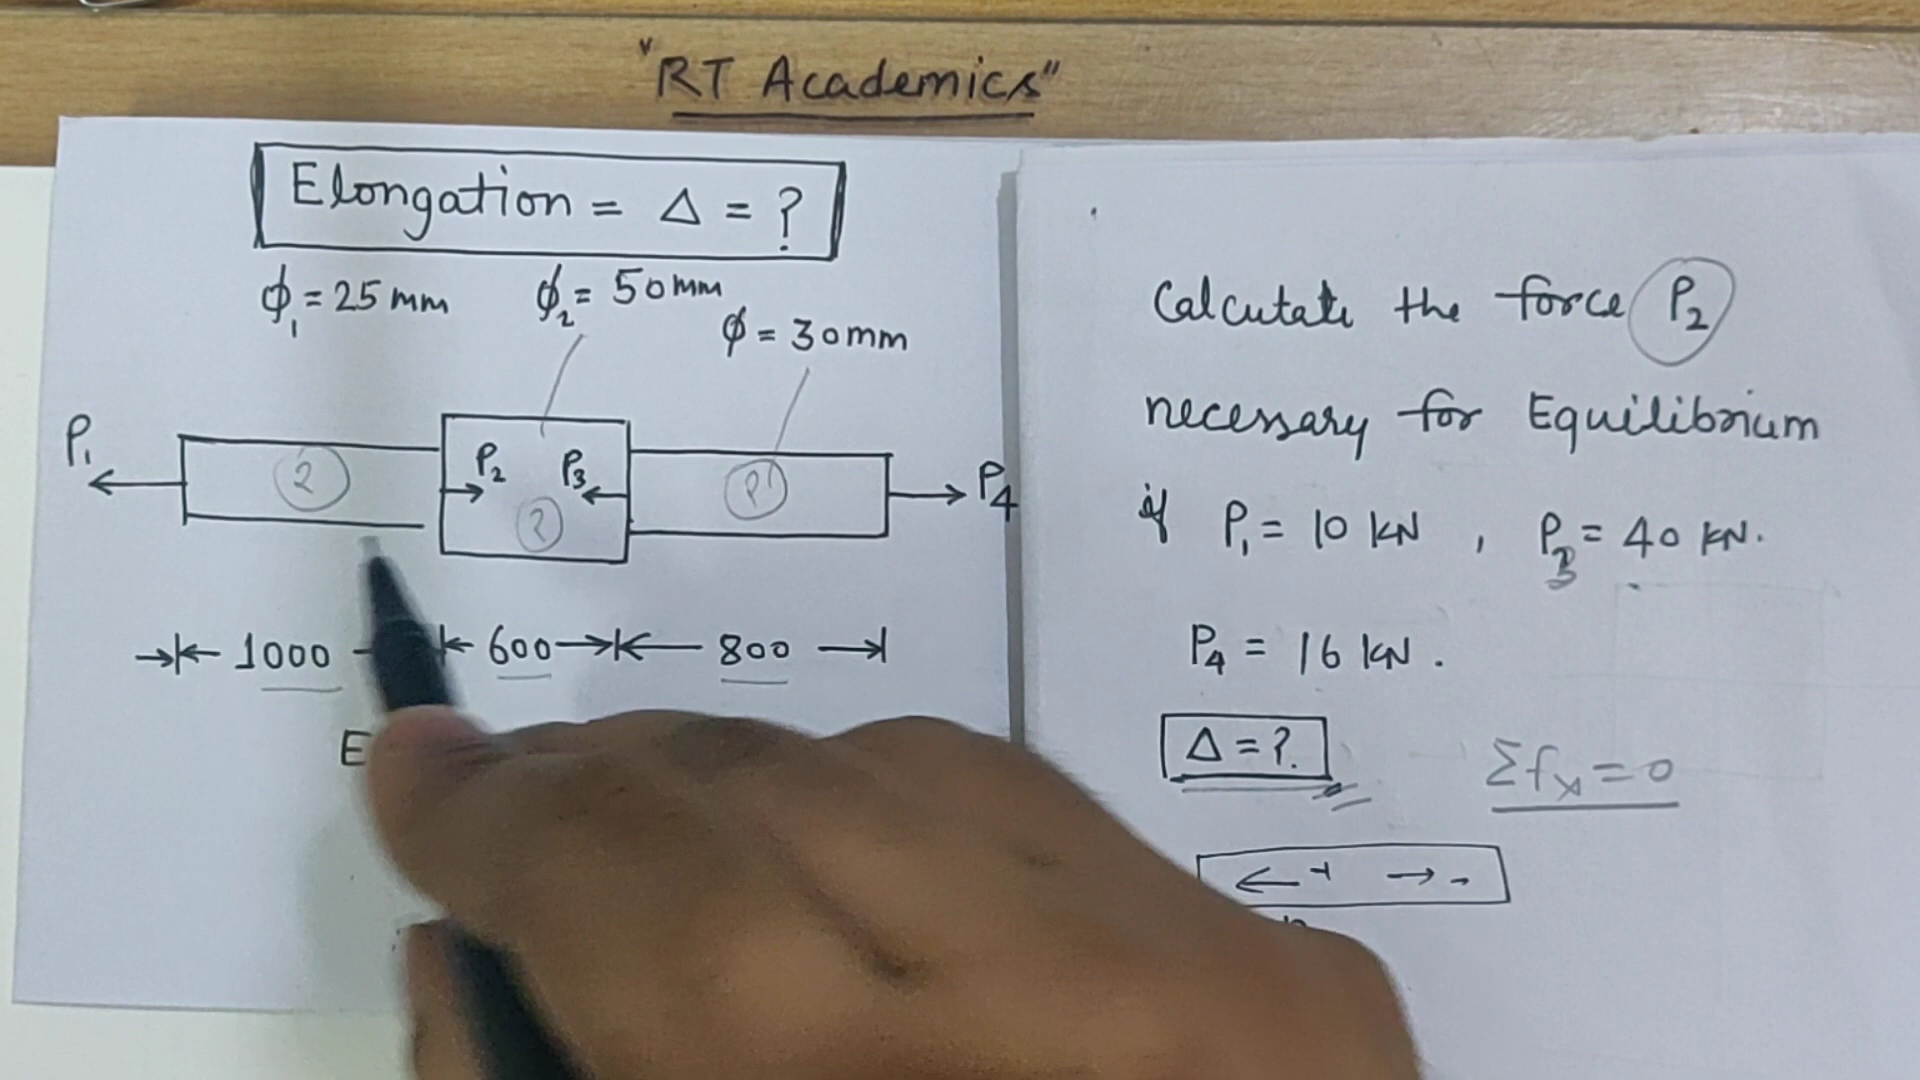 "RT Academics"
Elongation = Δ = ?
ϕ₁ = 25 mm
ϕ₂ = 50 mm
ϕ = 30 mm
P₁
2
P₂
P₃
2
P₄
1000
600
800
E
Calcutate the force P₂
necessary for Equilibrium
if P₁ = 10 kN , P₃ = 40 kN.
P₄ = 16 kN .
Δ = ?.
Σfₓ = 0
← + → -